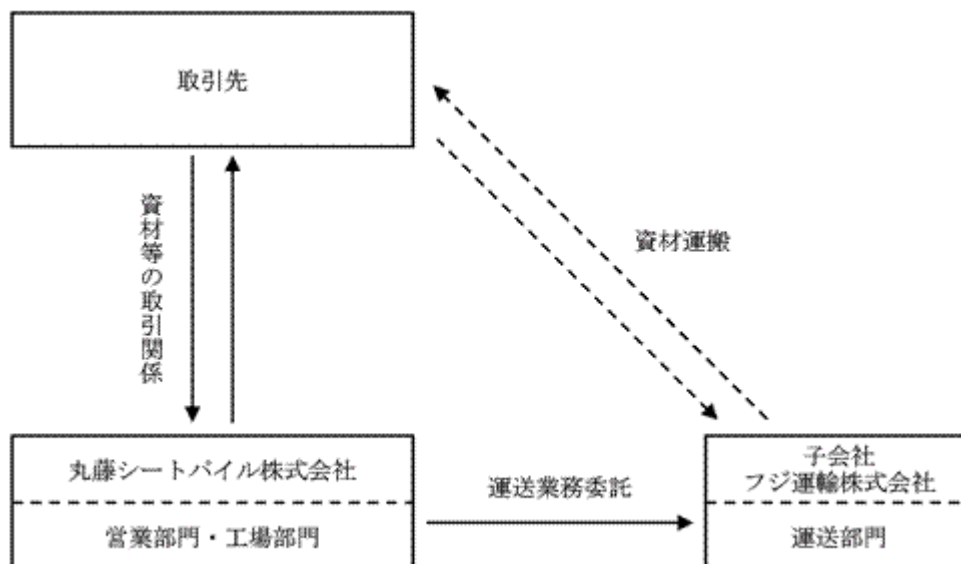 取引先
資材等の取引関係
資材運搬
丸藤シートパイル株式会社
営業部門・工場部門
運送業務委託
子会社
フジ運輸株式会社
運送部門